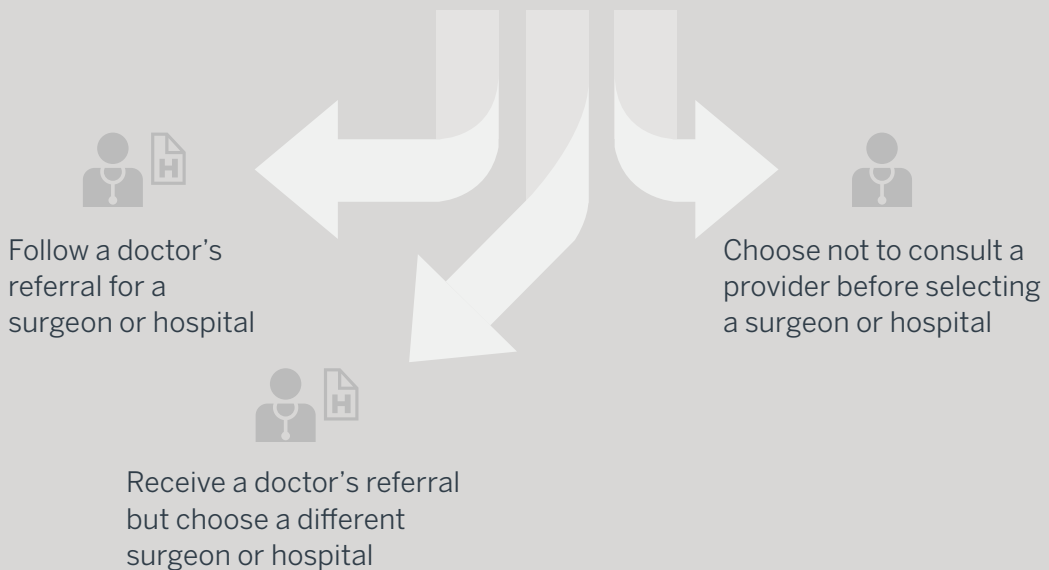 Follow a doctor’s
referral for a
surgeon or hospital
Choose not to consult a
provider before selecting
a surgeon or hospital
Receive a doctor’s referral
but choose a different
surgeon or hospital
H
H